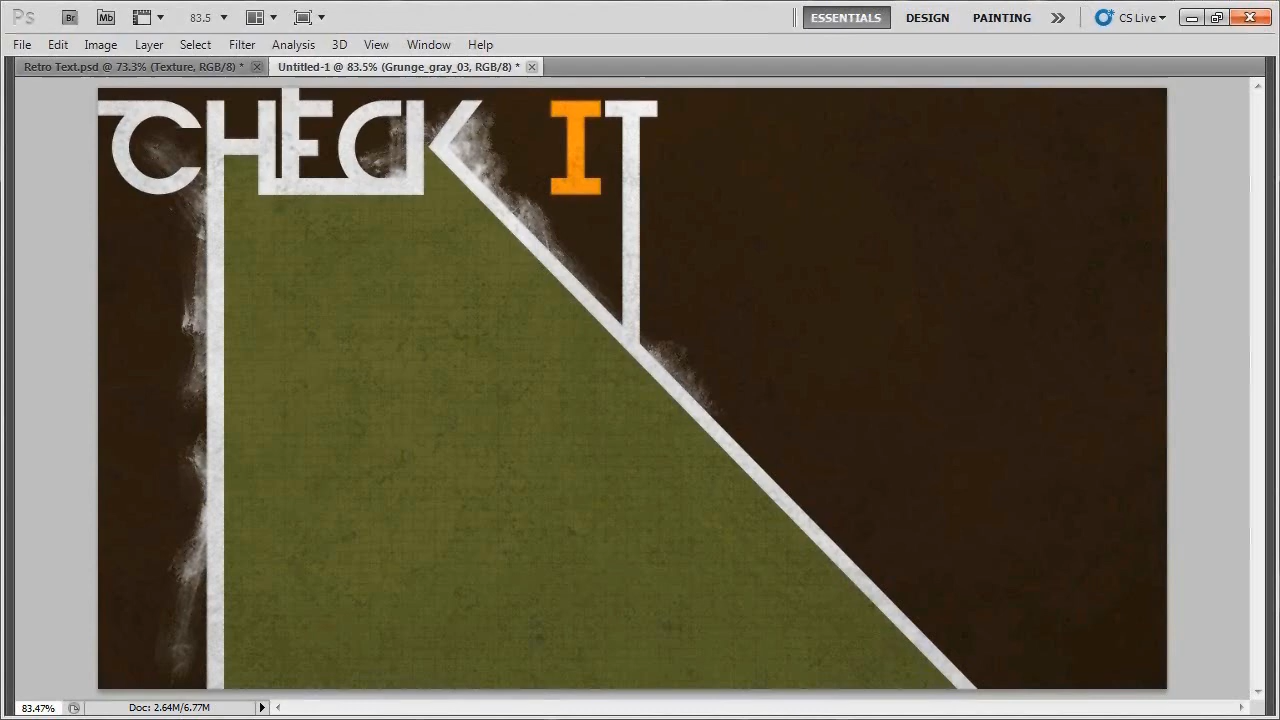 Ps Br Mb 83.5 ESSENTIALS DESIGN PAINTING CS Live
File Edit Image Layer Select Filter Analysis 3D View Window Help
Retro Text.psd @ 73.3% (Texture, RGB/8) * Untitled-1 @ 83.5% (Grunge_gray_03, RGB/8) *
CHECK IT
83.47% Doc: 2.64M/6.77M